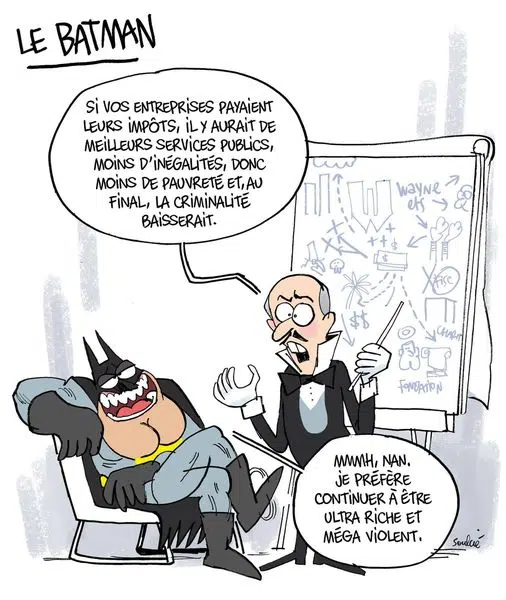 LE BATMAN
SI VOS ENTREPRISES PAYAIENT
LEURS IMPÔTS, IL Y AURAIT DE
MEILLEURS SERVICES PUBLICS,
MOINS D'INÉGALITÉS, DONC
MOINS DE PAUVRETÉ ET, AU
FINAL, LA CRIMINALITÉ
BAISSERAIT.
WAYNE
$
$$
FONDATION
MMMH, NAN.
JE PRÉFÈRE
CONTINUER À ÊTRE
ULTRA RICHE ET
MÉGA VIOLENT.